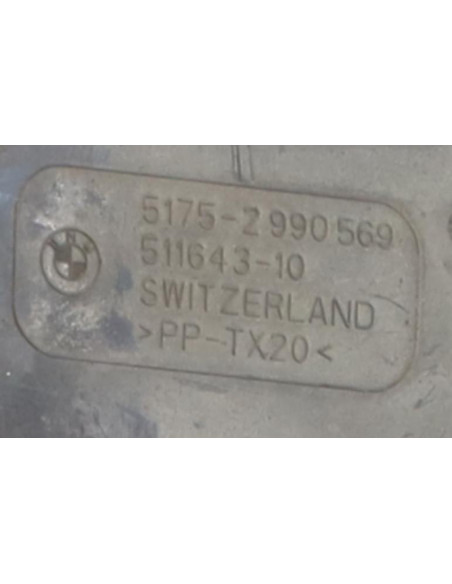 5175-2 990 569
511643-10
SWITZERLAND
>PP-TX20<